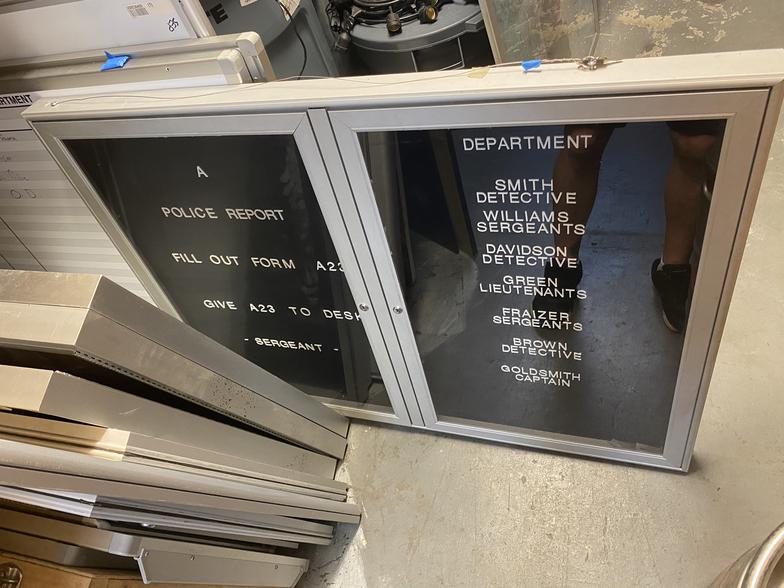 A
POLICE REPORT
FILL OUT FORM A23
GIVE A23 TO DESK
- SERGEANT -
DEPARTMENT
SMITH
DETECTIVE
WILLIAMS
SERGEANTS
DAVIDSON
DETECTIVE
GREEN
LIEUTENANTS
FRAIZER
SERGEANTS
BROWN
DETECTIVE
GOLDSMITH
CAPTAIN